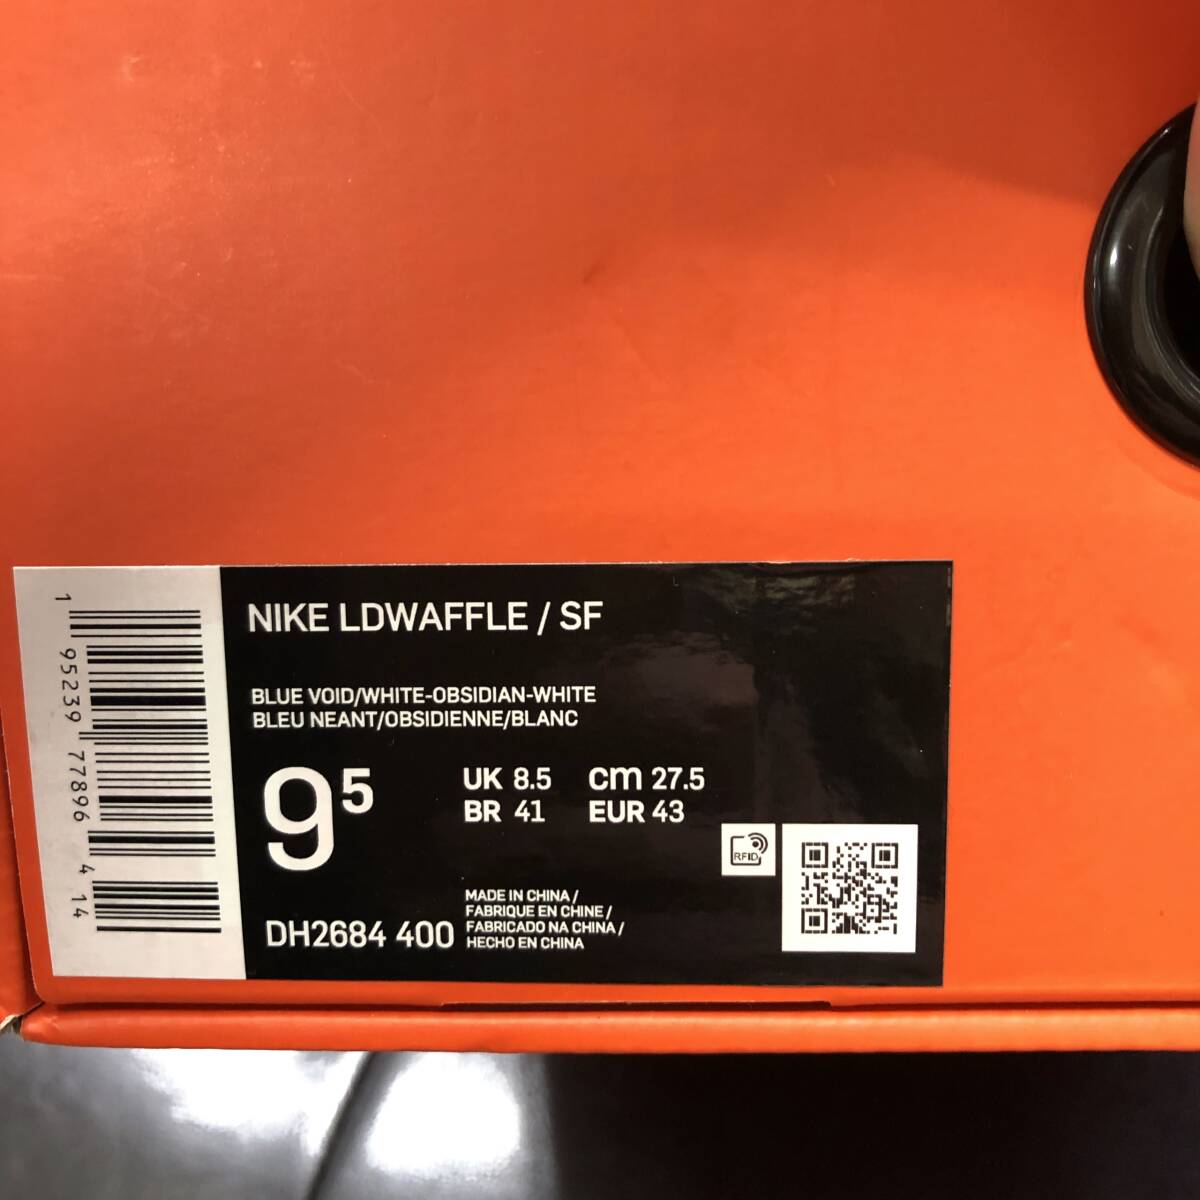 NIKE LDWAFFLE / SF
BLUE VOID/WHITE-OBSIDIAN-WHITE
BLEU NEANT/OBSIDIENNE/BLANC
9⁵
UK 8.5 cm 27.5
BR 41 EUR 43
RFID
DH2684 400
MADE IN CHINA /
FABRIQUE EN CHINE /
FABRICADO NA CHINA /
HECHO EN CHINA
1 95239 77896 4 14